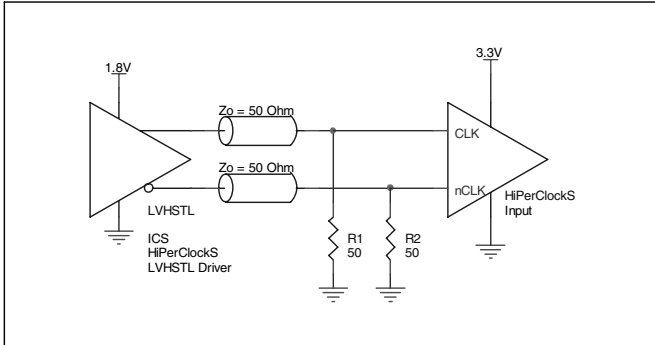 1.8V
3.3V
Zo = 50 Ohm
CLK
Zo = 50 Ohm
nCLK
HiPerClockS
Input
LVHSTL
ICS
HiPerClockS
LVHSTL Driver
R1
50
R2
50